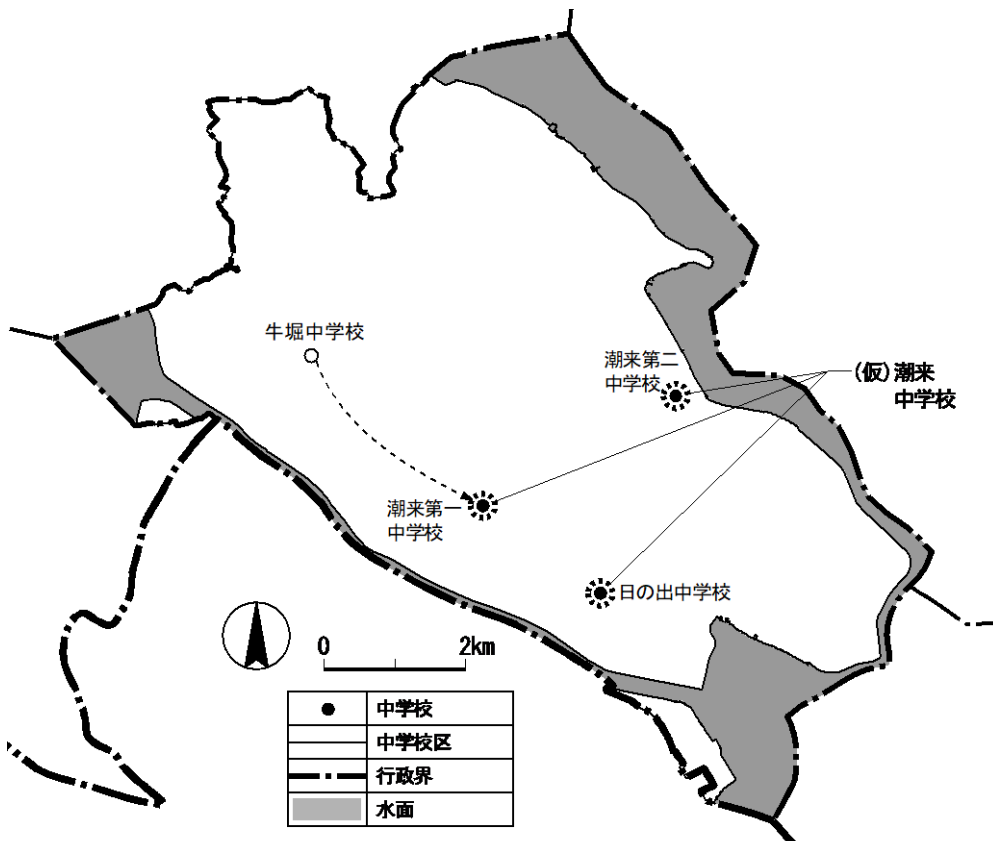 牛堀中学校
潮来第二
中学校
(仮)潮来
中学校
潮来第一
中学校
日の出中学校
0 2km
中学校
中学校区
行政界
水面